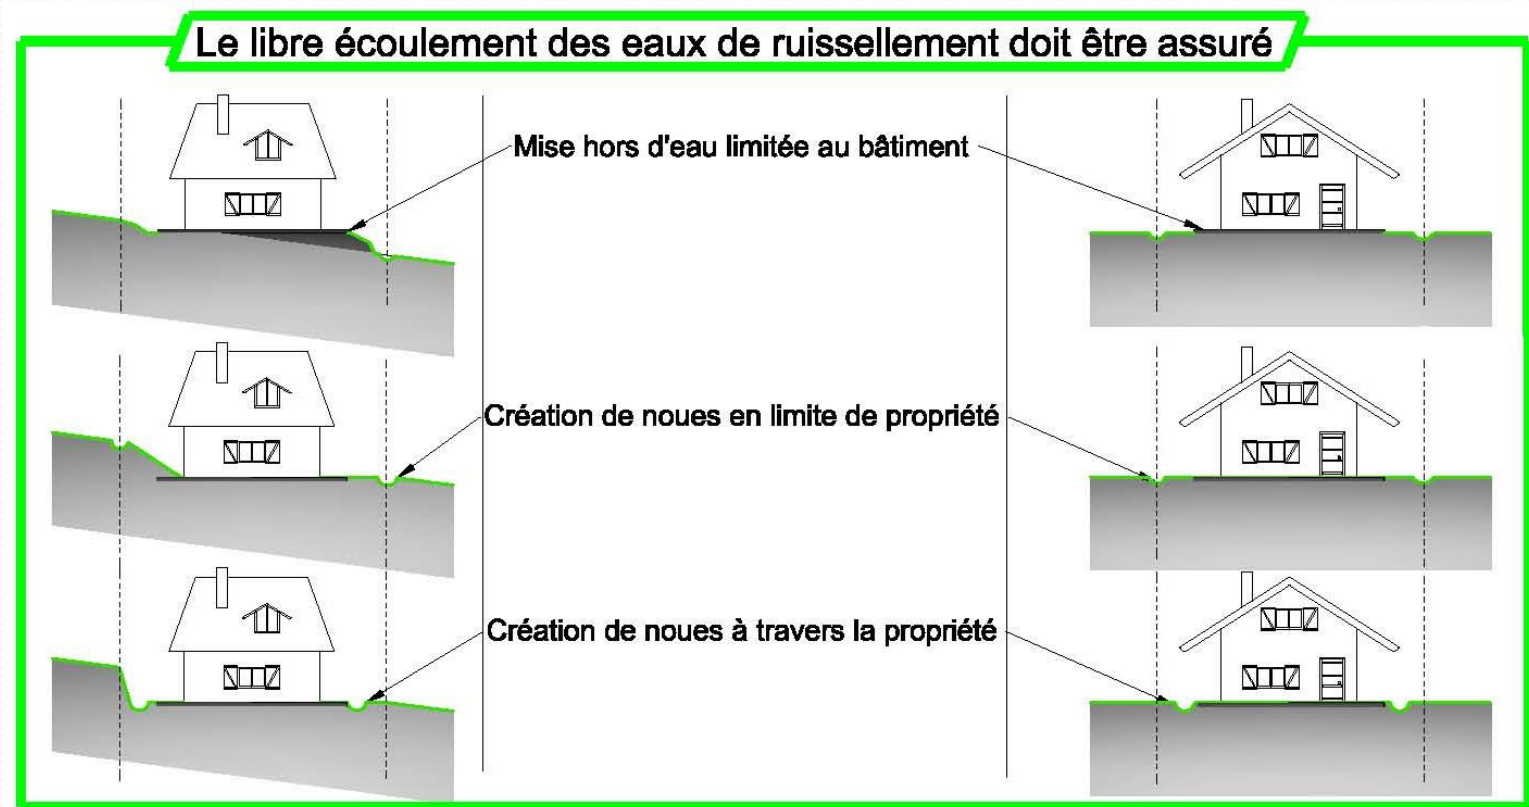 Le libre écoulement des eaux de ruissellement doit être assuré
Mise hors d'eau limitée au bâtiment
Création de noues en limite de propriété
Création de noues à travers la propriété